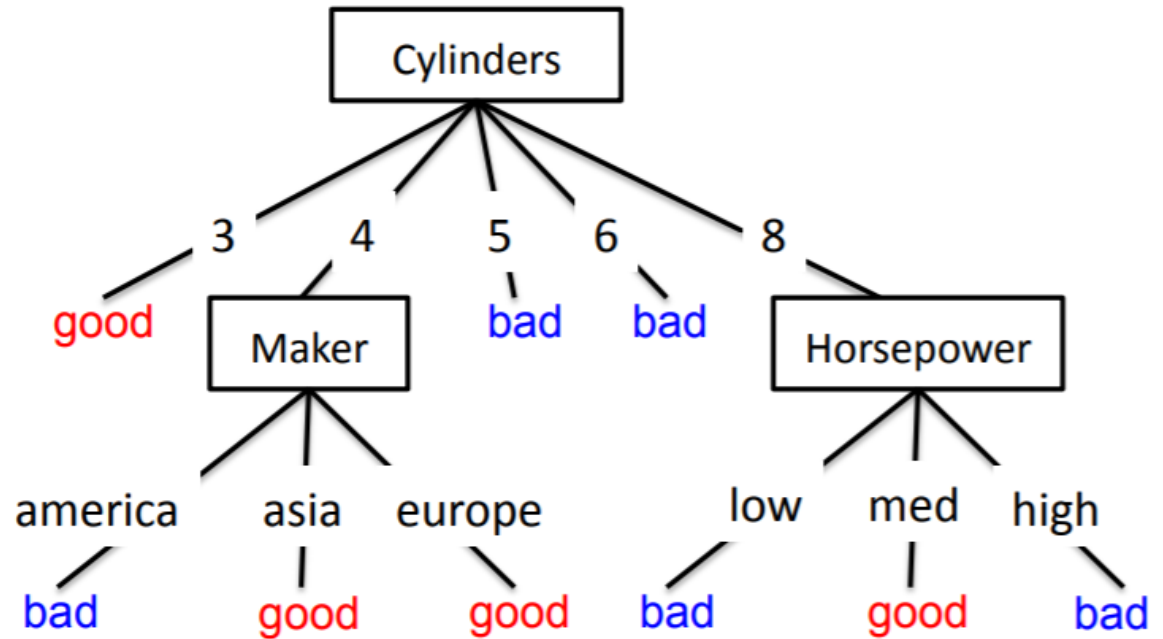 Cylinders
3 4 5 6 8
good Maker bad bad Horsepower
america asia europe low med high
bad good good bad good bad